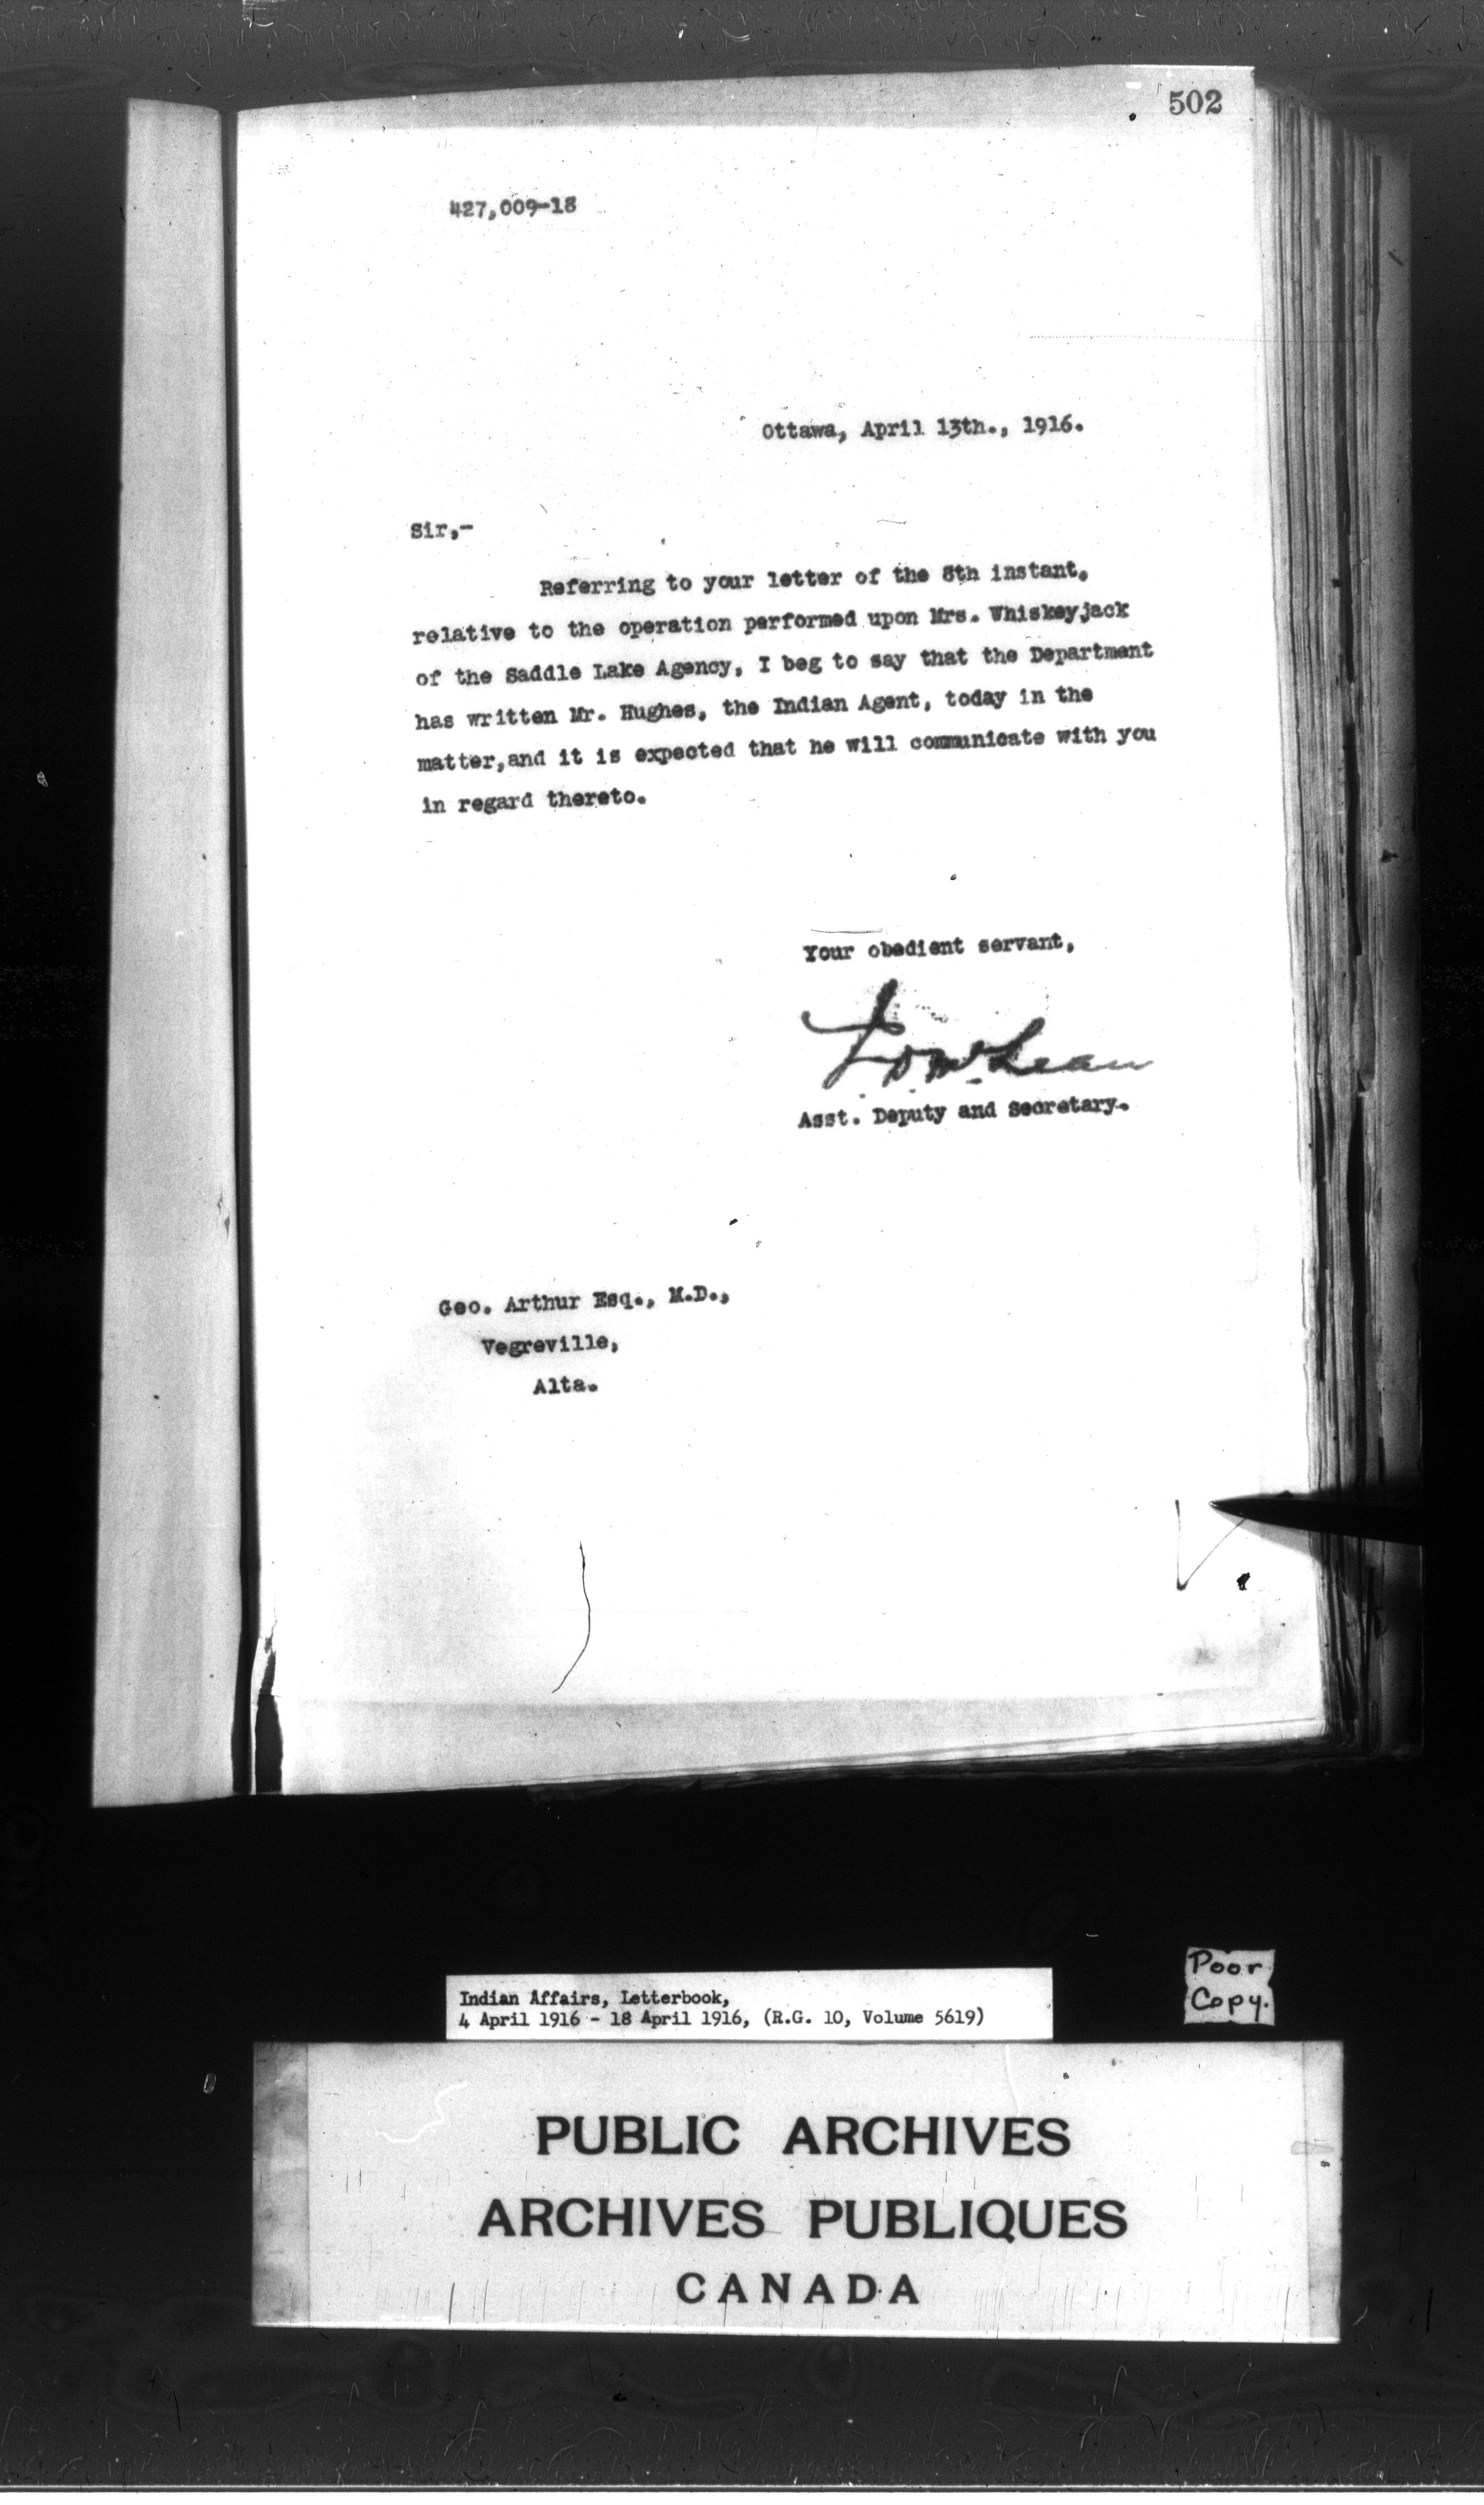 502
427,009-18
Ottawa, April 13th., 1916.
Sir,-
Referring to your letter of the 8th instant,
relative to the operation performed upon Mrs. Whiskeyjack
of the Saddle Lake Agency, I beg to say that the Department
has written Mr. Hughes, the Indian Agent, today in the
matter,and it is expected that he will communicate with you
in regard thereto.
Your obedient servant,
Asst. Deputy and Secretary.
Geo. Arthur Esq., M.D.,
Vegreville,
Alta.
Poor
Copy.
Indian Affairs, Letterbook,
4 April 1916 - 18 April 1916, (R.G. 10, Volume 5619)
PUBLIC ARCHIVES
ARCHIVES PUBLIQUES
CANADA